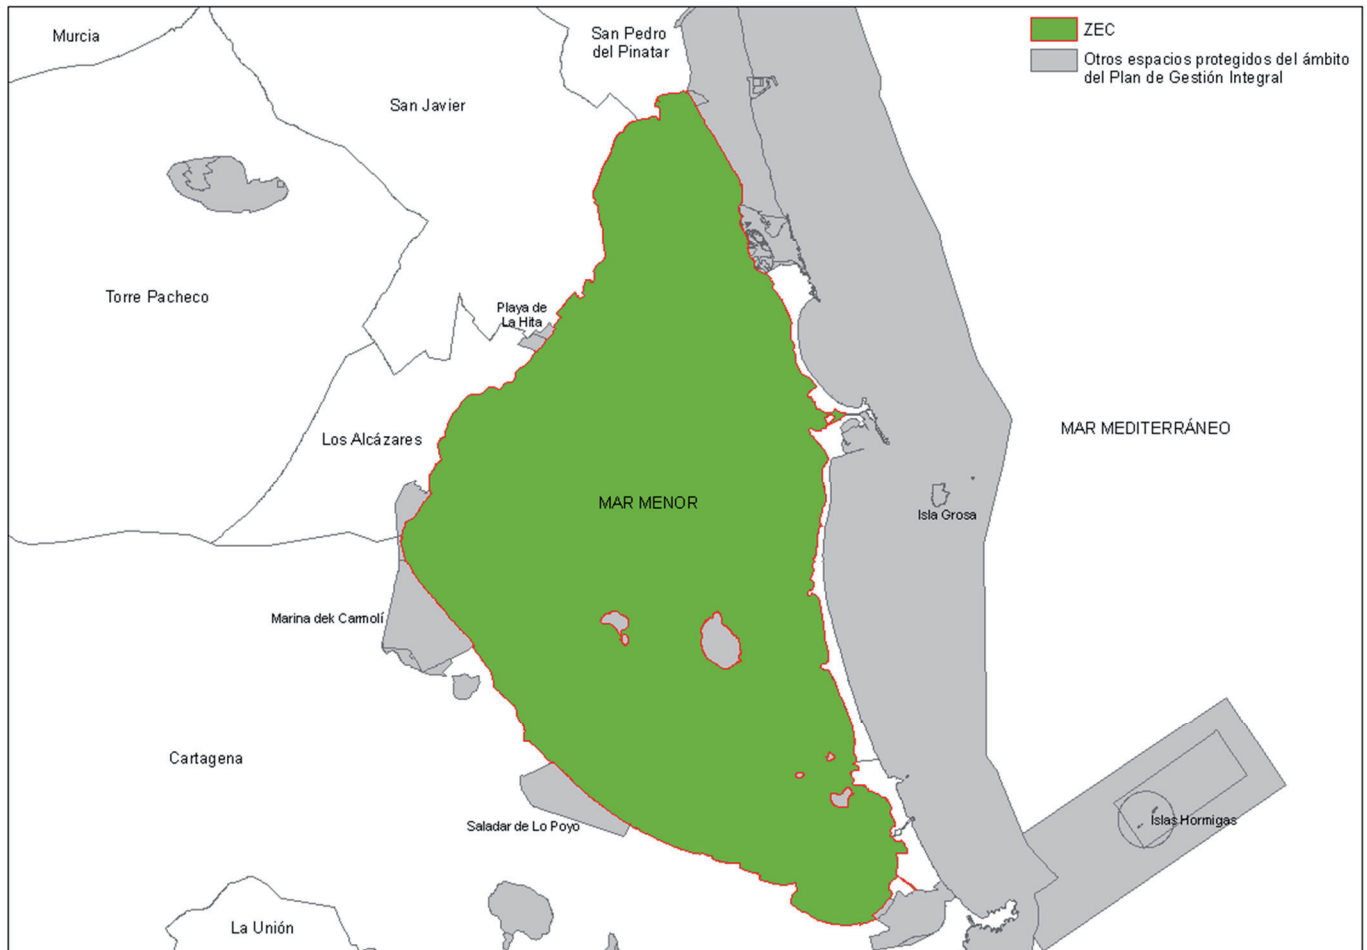 Murcia
San Pedro
del Pinatar
ZEC
Otros espacios protegidos del ámbito
del Plan de Gestión Integral
San Javier
Torre Pacheco
Playa de
La Hita
Los Alcázares
MAR MEDITERRÁNEO
MAR MENOR
Isla Grosa
Marina dek Carmolí
Cartagena
Saladar de Lo Poyo
Islas Hormigas
La Unión